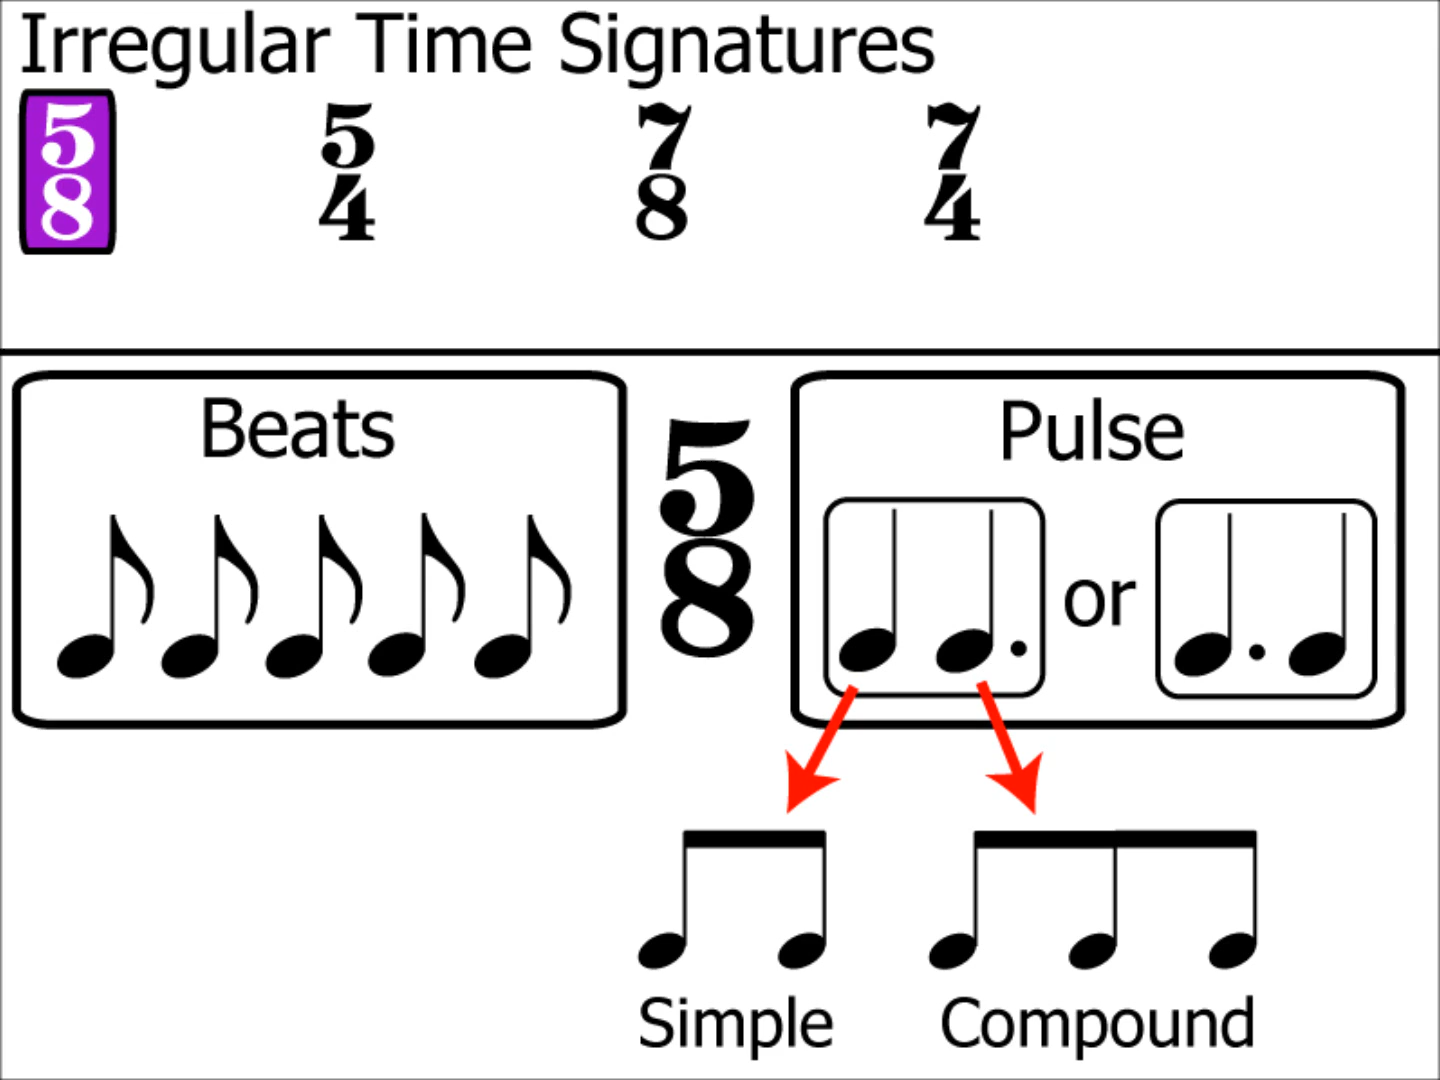 Irregular Time Signatures
5 5 7 7
8 4 8 4
Beats
5
8
Pulse
or
Simple Compound